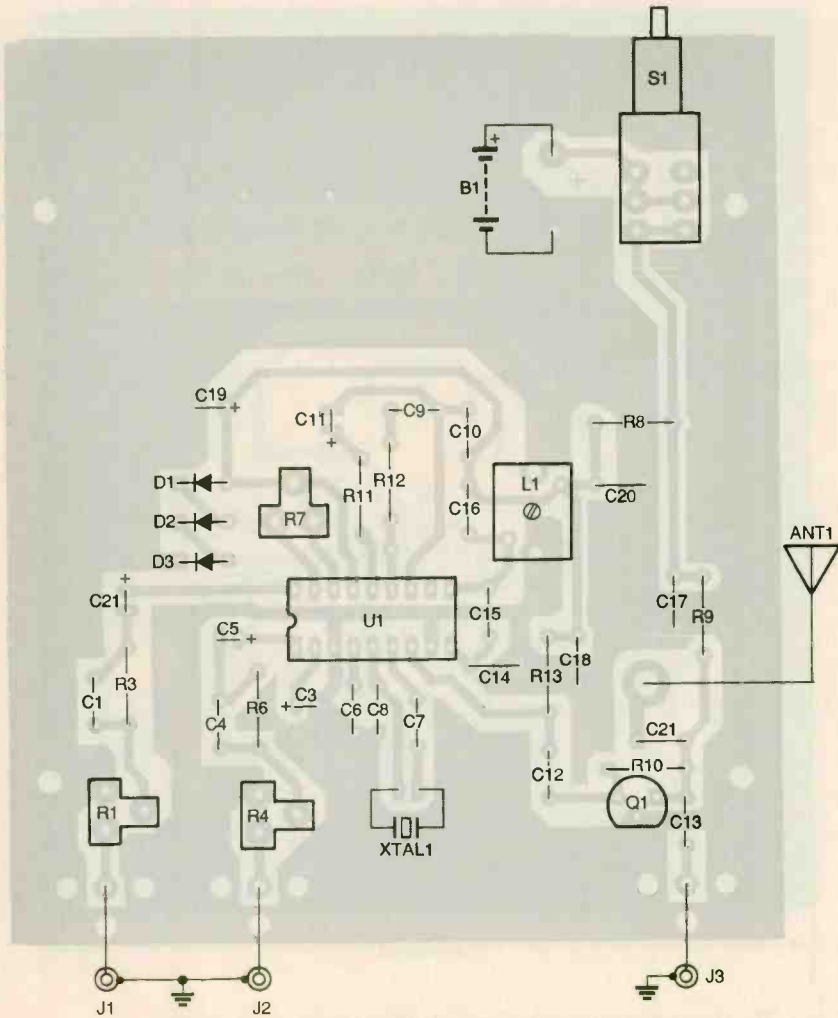 S1
+
B1
+
C19 +
C11
+
C9
C10
R8
D1
R11
R12
L1
C20
D2
R7
C16
ANT1
D3
+
C21
U1
C15
C17
R9
C5 +
C1
R3
C4
R6
+ C3
C6
C8
C7
C14
R13
C18
C21
R10
C12
R1
R4
XTAL1
Q1
C13
J1
J2
J3